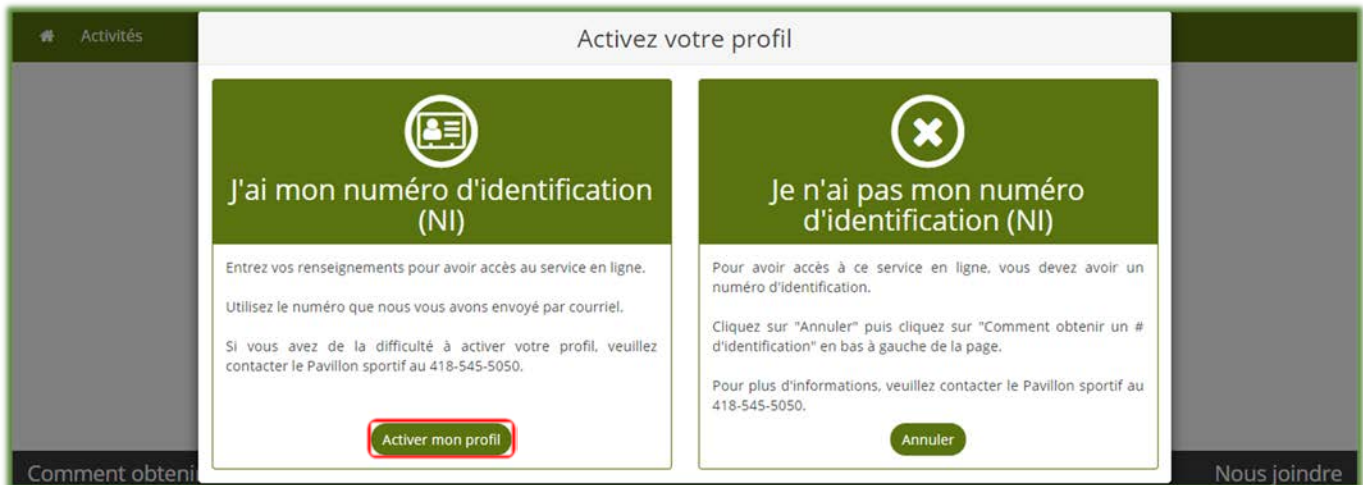 Activités
Activez votre profil
J'ai mon numéro d'identification
(NI)
Entrez vos renseignements pour avoir accès au service en ligne.
Utilisez le numéro que nous vous avons envoyé par courriel.
Si vous avez de la difficulté à activer votre profil, veuillez
contacter le Pavillon sportif au 418-545-5050.
Activer mon profil
Je n'ai pas mon numéro
d'identification (NI)
Pour avoir accès à ce service en ligne, vous devez avoir un
numéro d'identification.
Cliquez sur "Annuler" puis cliquez sur "Comment obtenir un #
d'identification" en bas à gauche de la page.
Pour plus d'informations, veuillez contacter le Pavillon sportif au
418-545-5050.
Annuler
Comment obteni
Nous joindre